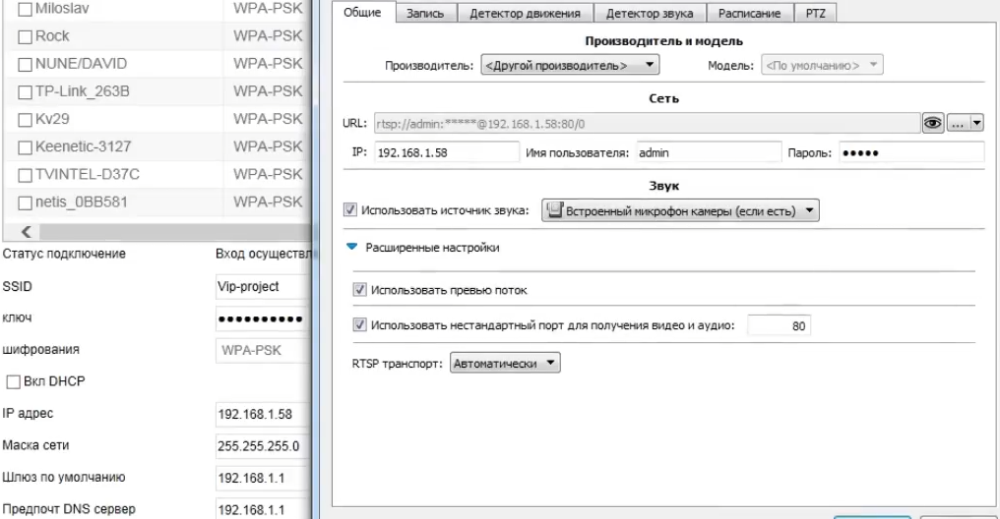 Miloslav WPA-PSK
Rock WPA-PSK
NUNE/DAVID WPA-PSK
TP-Link_263B WPA-PSK
Kv29 WPA-PSK
Keenetic-3127 WPA-PSK
TVINTEL-D37C WPA-PSK
netis_0BB581 WPA-PSK
Статус подключение Вход осуществл
SSID Vip-project
ключ ●●●●●●●●●●
шифрования WPA-PSK
Вкл DHCP
IP адрес 192.168.1.58
Маска сети 255.255.255.0
Шлюз по умолчанию 192.168.1.1
Предпочт DNS сервер 192.168.1.1
Общие Запись Детектор движения Детектор звука Расписание PTZ
Производитель и модель
Производитель: <Другой производитель> Модель: <По умолчанию>
Сеть
URL: rtsp://admin:*****@192.168.1.58:80/0 ...
IP: 192.168.1.58 Имя пользователя: admin Пароль: ●●●●●
Звук
Использовать источник звука: Встроенный микрофон камеры (если есть)
Расширенные настройки
Использовать превью поток
Использовать нестандартный порт для получения видео и аудио: 80
RTSP транспорт: Автоматически